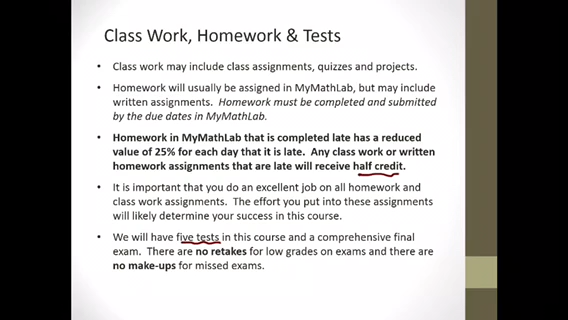 Class Work, Homework & Tests
• Class work may include class assignments, quizzes and projects.
• Homework will usually be assigned in MyMathLab, but may include
written assignments. Homework must be completed and submitted
by the due dates in MyMathLab.
• Homework in MyMathLab that is completed late has a reduced
value of 25% for each day that it is late. Any class work or written
homework assignments that are late will receive half credit.
• It is important that you do an excellent job on all homework and
class work assignments. The effort you put into these assignments
will likely determine your success in this course.
• We will have five tests in this course and a comprehensive final
exam. There are no retakes for low grades on exams and there are
no make-ups for missed exams.